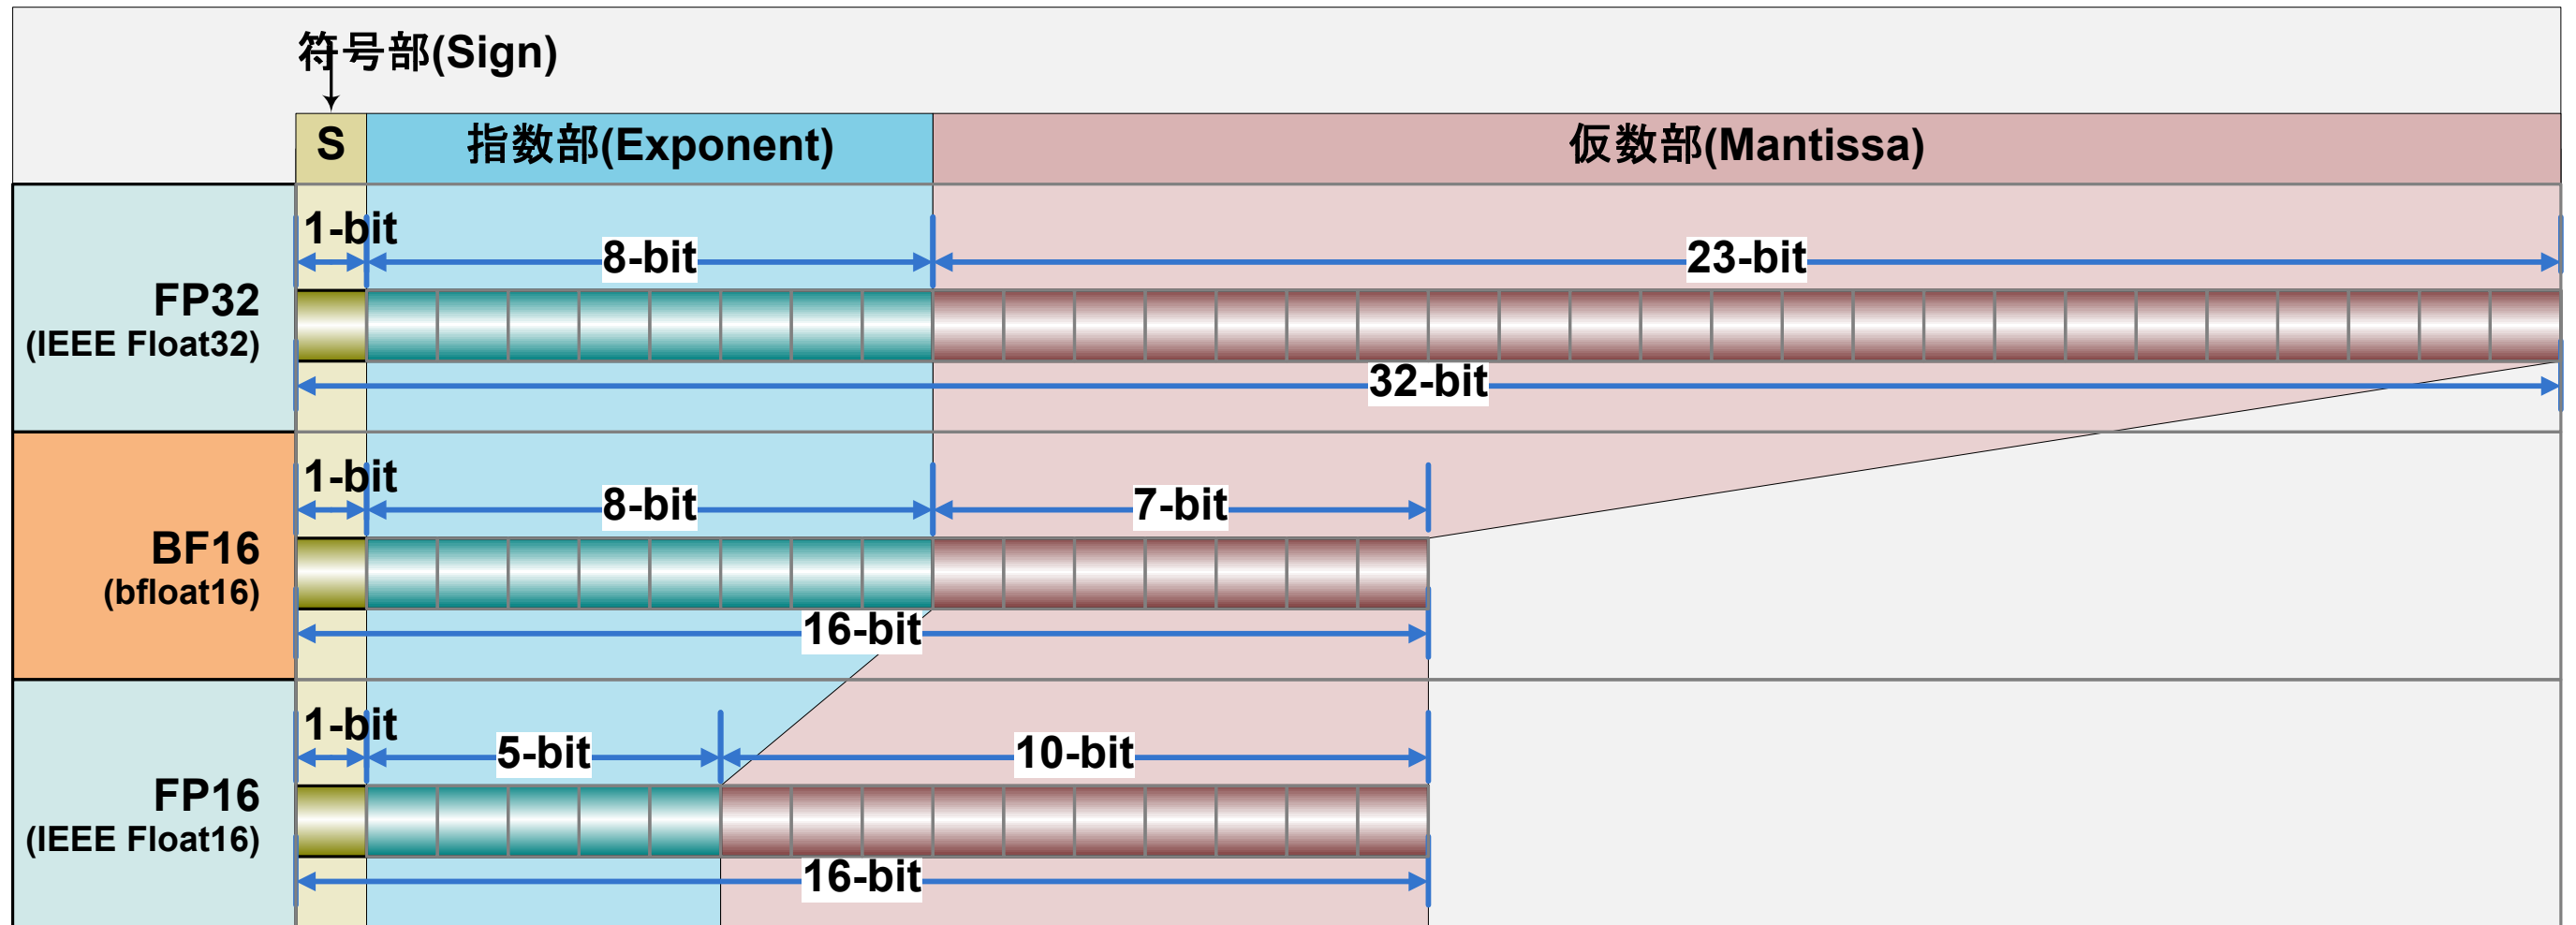 符号部(Sign)
S
指数部(Exponent)
仮数部(Mantissa)
1-bit
8-bit
23-bit
FP32
(IEEE Float32)
32-bit
1-bit
8-bit
7-bit
BF16
(bfloat16)
16-bit
1-bit
5-bit
10-bit
FP16
(IEEE Float16)
16-bit